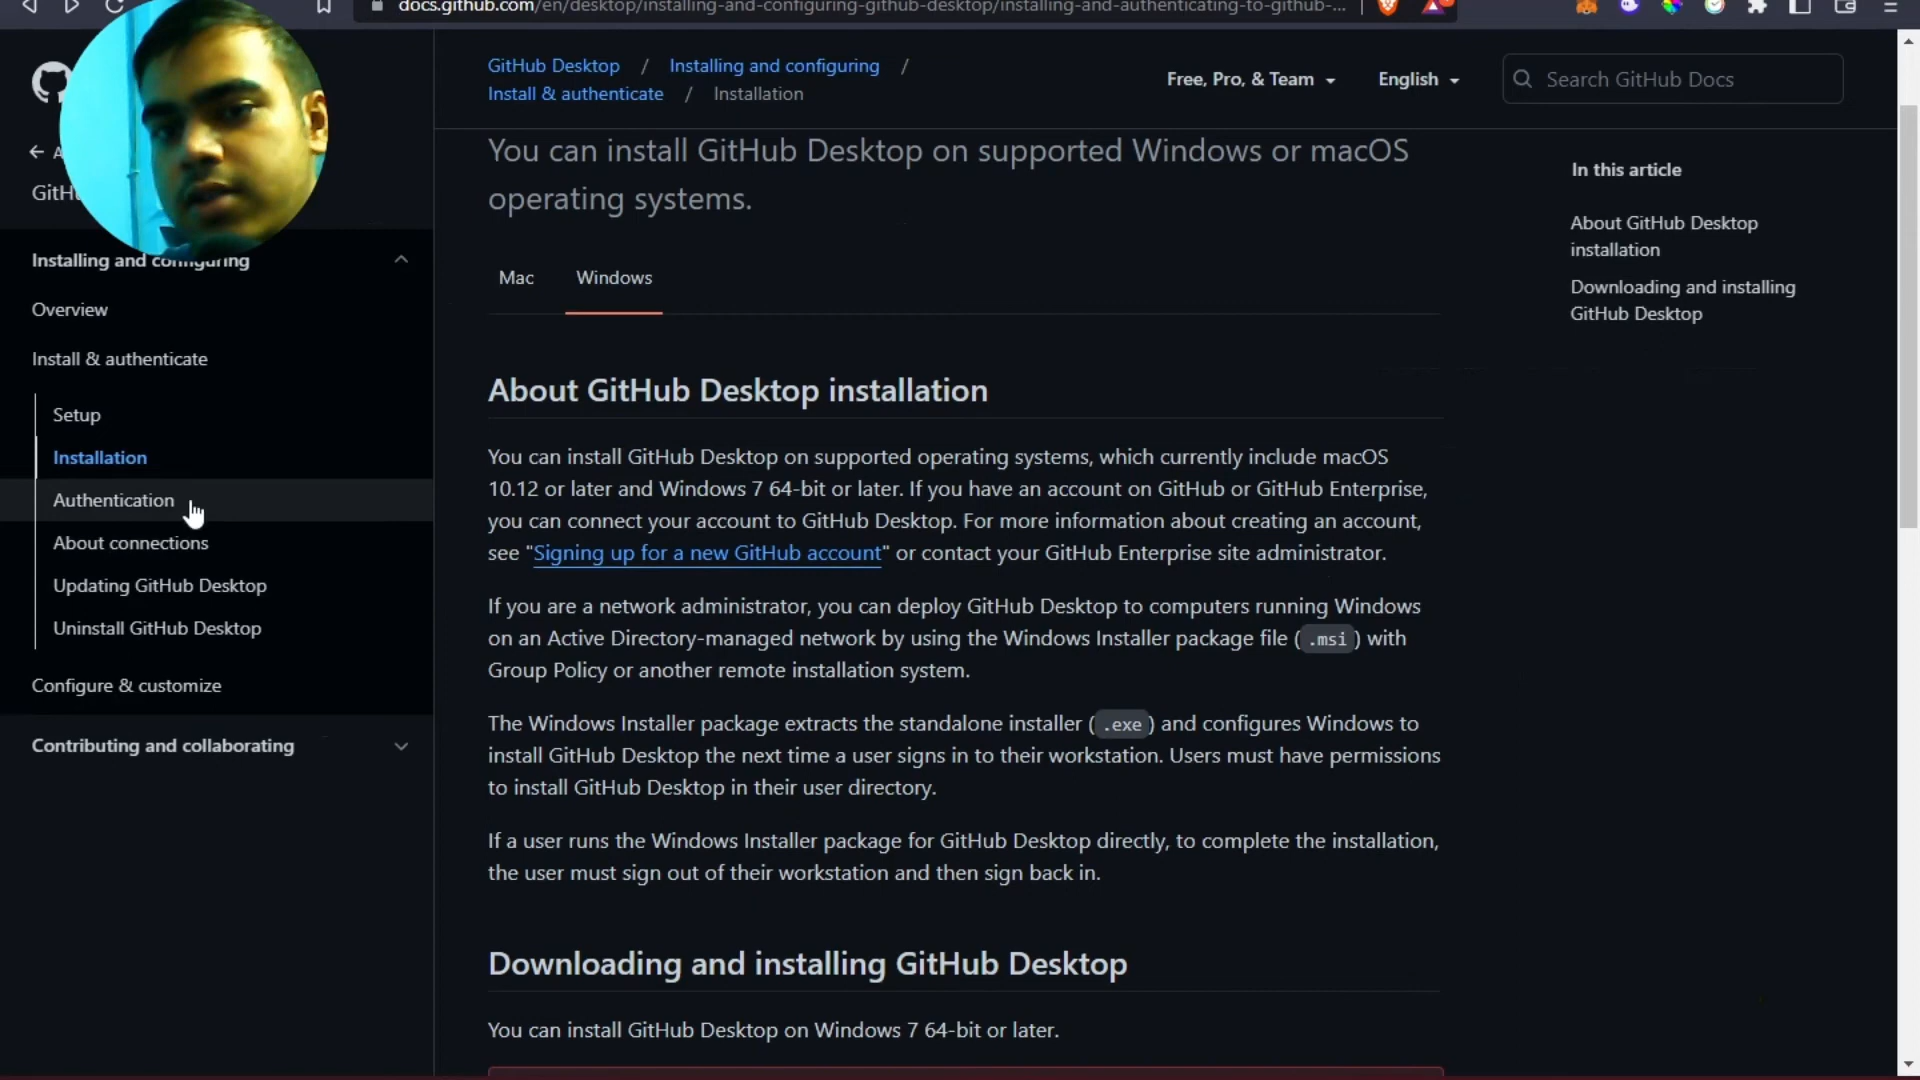 docs.github.com/en/desktop/installing-and-configuring-github-desktop/installing-and-authenticating-to-github-...
GitHub Desktop / Installing and configuring /
Install & authenticate / Installation
Free, Pro, & Team
English
Search GitHub Docs
Installing and configuring
Overview
Install & authenticate
Setup
Installation
Authentication
About connections
Updating GitHub Desktop
Uninstall GitHub Desktop
Configure & customize
Contributing and collaborating
You can install GitHub Desktop on supported Windows or macOS
operating systems.
Mac Windows
About GitHub Desktop installation
You can install GitHub Desktop on supported operating systems, which currently include macOS
10.12 or later and Windows 7 64-bit or later. If you have an account on GitHub or GitHub Enterprise,
you can connect your account to GitHub Desktop. For more information about creating an account,
see "Signing up for a new GitHub account" or contact your GitHub Enterprise site administrator.
If you are a network administrator, you can deploy GitHub Desktop to computers running Windows
on an Active Directory-managed network by using the Windows Installer package file ( .msi ) with
Group Policy or another remote installation system.
The Windows Installer package extracts the standalone installer ( .exe ) and configures Windows to
install GitHub Desktop the next time a user signs in to their workstation. Users must have permissions
to install GitHub Desktop in their user directory.
If a user runs the Windows Installer package for GitHub Desktop directly, to complete the installation,
the user must sign out of their workstation and then sign back in.
Downloading and installing GitHub Desktop
You can install GitHub Desktop on Windows 7 64-bit or later.
In this article
About GitHub Desktop
installation
Downloading and installing
GitHub Desktop